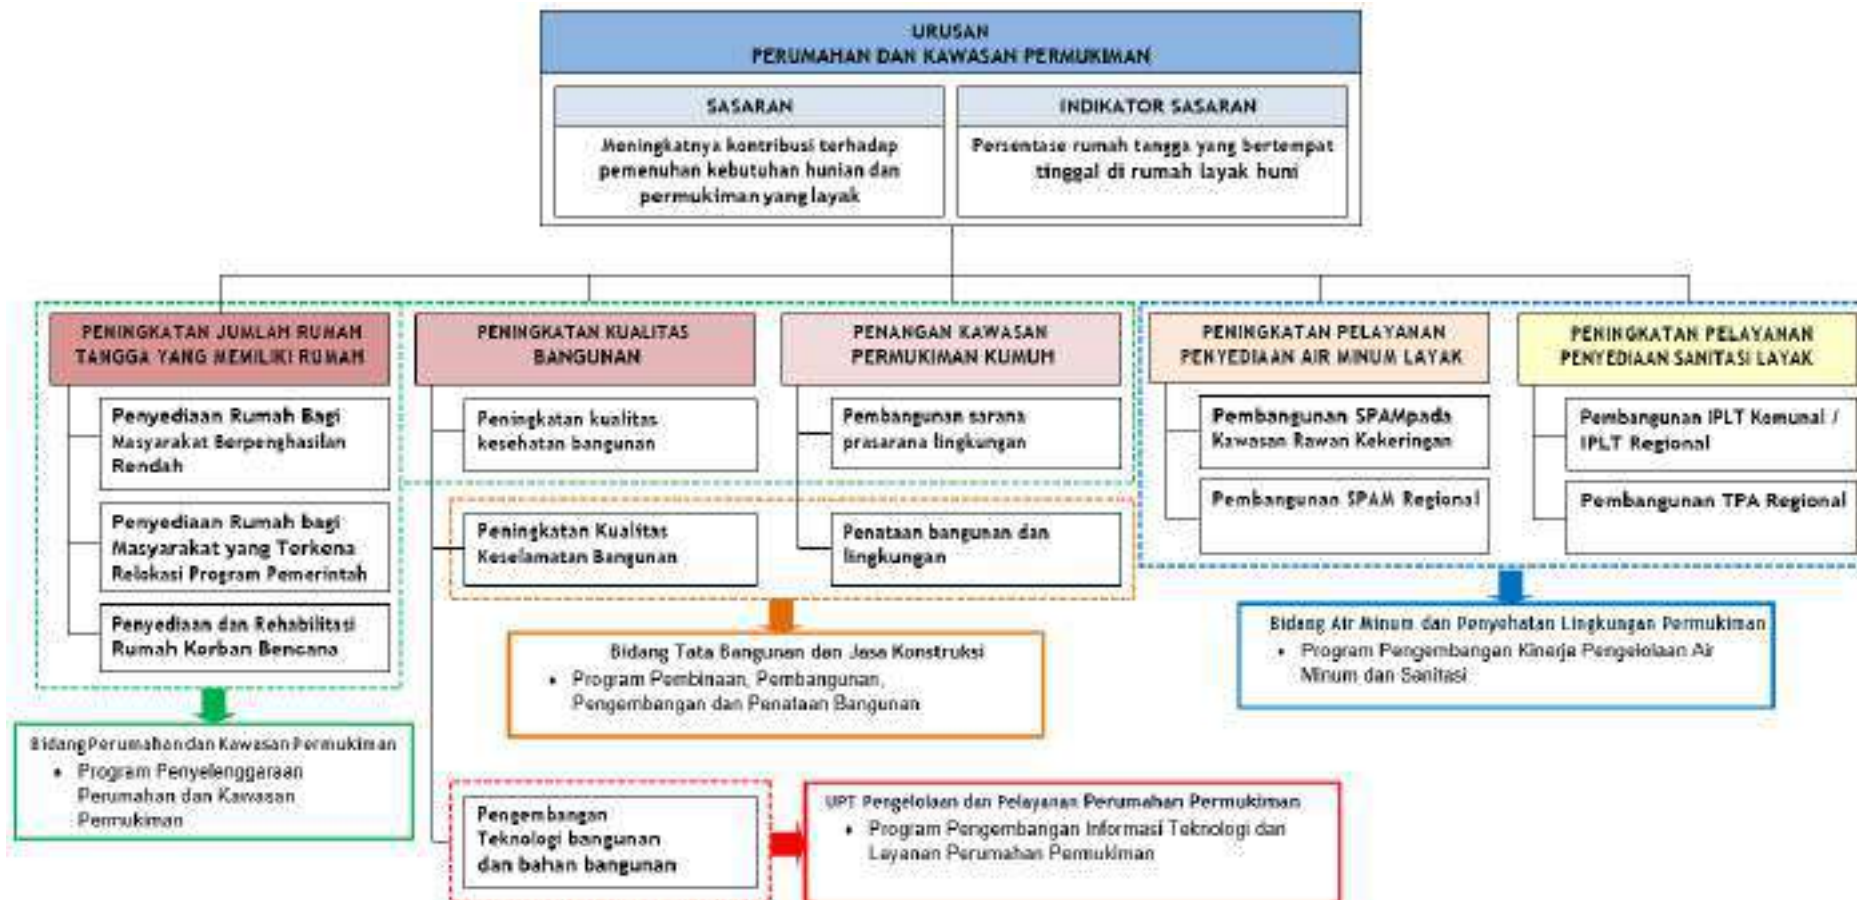 URUSAN
PERUMAHAN DAN KAWASAN PERMUKIMAN
SASARAN
Meningkatnya kontribusi terhadap
pemenuhan kebutuhan hunian dan
permukiman yang layak
INDIKATOR SASARAN
Persentase rumah tangga yang bertempat
tinggal di rumah layak huni
PENINGKATAN JUMLAH RUMAH
TANGGA YANG MEMILIKI RUMAH
Penyediaan Rumah Bagi
Masyarakat Berpenghasilan
Rendah
Penyediaan Rumah bagi
Masyarakat yang Terkena
Relokasi Program Pemerintah
Penyediaan dan Rehabilitasi
Rumah Korban Bencana
Bidang Perumahan dan Kawasan Permukiman
• Program Penyelenggaraan
Perumahan dan Kawasan
Permukiman
PENINGKATAN KUALITAS
BANGUNAN
Peningkatan kualitas
kesehatan bangunan
Peningkatan Kualitas
Keselamatan Bangunan
PENANGAN KAWASAN
PERMUKIMAN KUMUH
Pembangunan sarana
prasarana lingkungan
Penataan bangunan dan
lingkungan
Bidang Tata Bangunan dan Jasa Konstruksi
• Program Pembinaan, Pembangunan,
Pengembangan dan Penataan Bangunan
Pengembangan
Teknologi bangunan
dan bahan bangunan
UPT Pengelolaan dan Pelayanan Perumahan Permukiman
• Program Pengembangan Informasi Teknologi dan
Layanan Perumahan Permukiman
PENINGKATAN PELAYANAN
PENYEDIAAN AIR MINUM LAYAK
Pembangunan SPAMpada
Kawasan Rawan Kekeringan
Pembangunan SPAM Regional
PENINGKATAN PELAYANAN
PENYEDIAAN SANITASI LAYAK
Pembangunan IPLT Komunal /
IPLT Regional
Pembangunan TPA Regional
Bidang Air Minum dan Penyehatan Lingkungan Permukiman
• Program Pengembangan Kinerja Pengelolaan Air
Minum dan Sanitasi